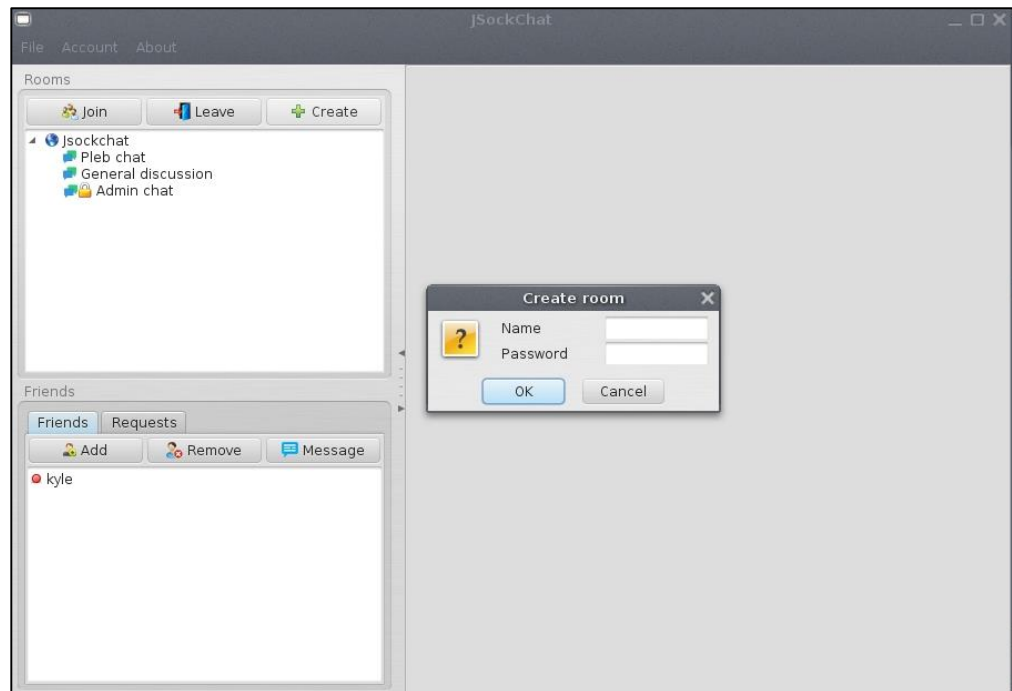 JSockChat
File Account About
Rooms
Join Leave Create
Jsockchat
Pleb chat
General discussion
Admin chat
Create room
?
Name
Password
OK Cancel
Friends
Friends Requests
Add Remove Message
kyle